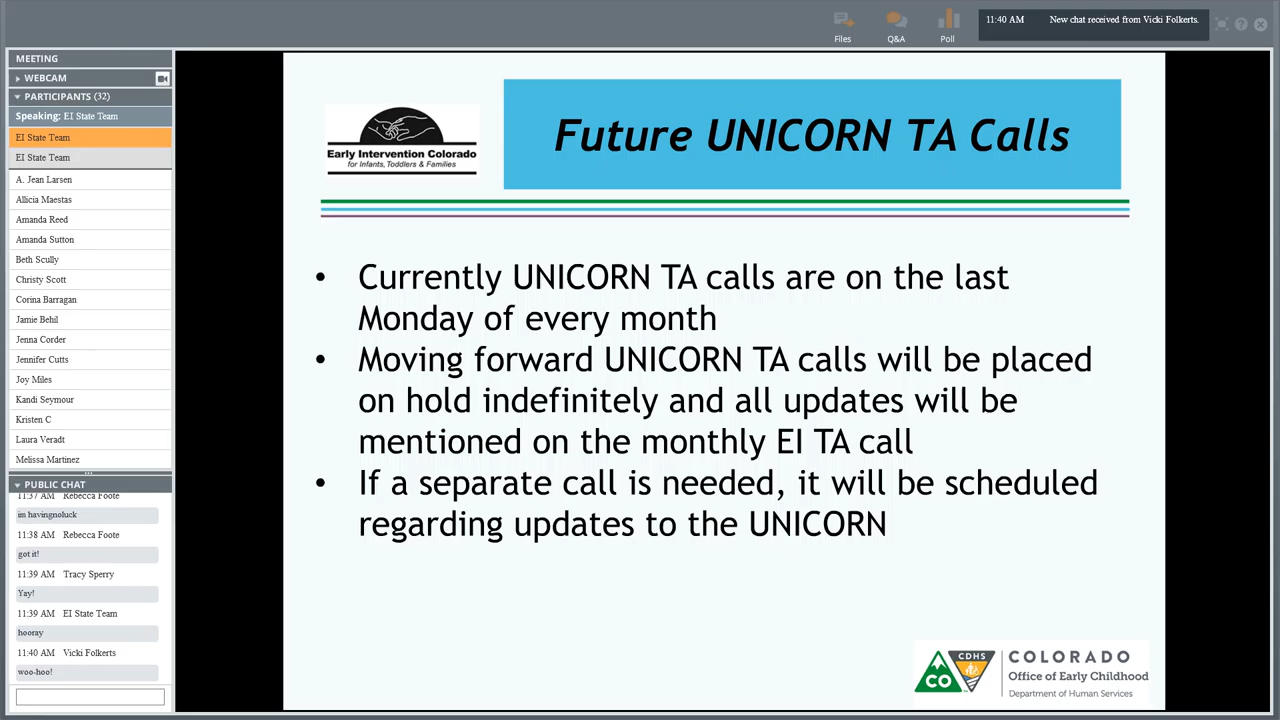 Files
Q&A
Poll
11:40 AM New chat received from Vicki Folkerts.
MEETING
WEBCAM
PARTICIPANTS (32)
Speaking: EI State Team
EI State Team
EI State Team
A. Jean Larsen
Allicia Maestas
Amanda Reed
Amanda Sutton
Beth Scully
Christy Scott
Corina Barragan
Jamie Behil
Jenna Corder
Jennifer Cutts
Joy Miles
Kandi Seymour
Kristen C
Laura Veradt
Melissa Martinez
PUBLIC CHAT
11:37 AM Rebecca Foote
im havingnoluck
11:38 AM Rebecca Foote
got it!
11:39 AM Tracy Sperry
Yay!
11:39 AM EI State Team
hooray
11:40 AM Vicki Folkerts
woo-hoo!
Early Intervention Colorado
for Infants, Toddlers & Families
Future UNICORN TA Calls
• Currently UNICORN TA calls are on the last
Monday of every month
• Moving forward UNICORN TA calls will be placed
on hold indefinitely and all updates will be
mentioned on the monthly EI TA call
• If a separate call is needed, it will be scheduled
regarding updates to the UNICORN
CO
CDHS
COLORADO
Office of Early Childhood
Department of Human Services